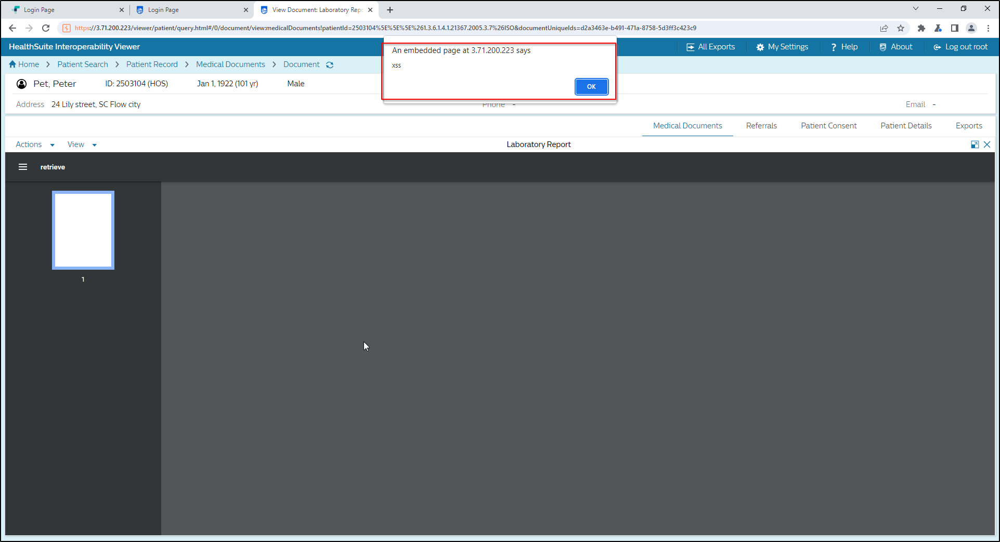 Login Page
Login Page
View Document: Laboratory Repo
https://3.71.200.223/viewer/patient/query.html#/0/document/view:medicalDocuments!patientId=2503104%5E%5E%5E%261.3.6.1.4.1.21367.2005.3.7%26ISO&documentUniqueIds=d2a3463e-b491-471a-8758-5d3ff3c423c9
HealthSuite Interoperability Viewer
All Exports
My Settings
? Help
About
Log out root
An embedded page at 3.71.200.223 says
xss
OK
Home > Patient Search > Patient Record > Medical Documents > Document
Pet, Peter ID: 2503104 (HOS) Jan 1, 1922 (101 yr) Male
Address 24 Lily street, SC Flow city Phone - Email -
Medical Documents Referrals Patient Consent Patient Details Exports
Actions View Laboratory Report
retrieve
1